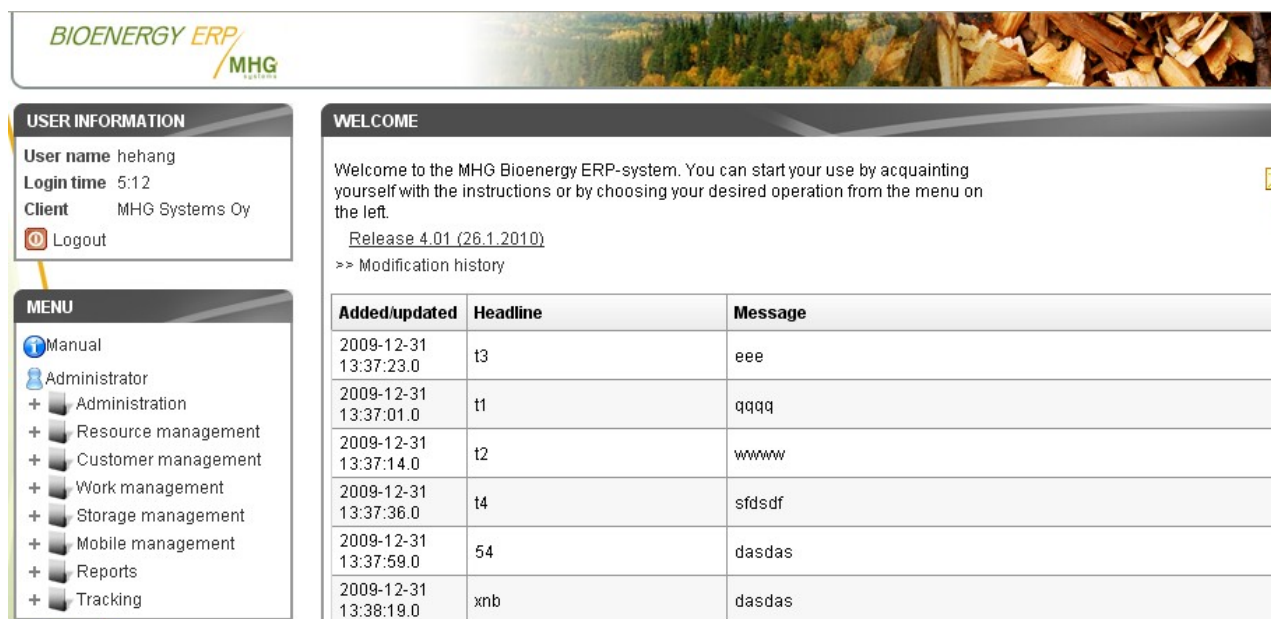 BIOENERGY ERP
MHG
systems
USER INFORMATION
User name hehang
Login time 5:12
Client MHG Systems Oy
Logout
MENU
Manual
Administrator
+ Administration
+ Resource management
+ Customer management
+ Work management
+ Storage management
+ Mobile management
+ Reports
+ Tracking
WELCOME
Welcome to the MHG Bioenergy ERP-system. You can start your use by acquainting
yourself with the instructions or by choosing your desired operation from the menu on
the left.
Release 4.01 (26.1.2010)
>> Modification history
Added/updated Headline Message
2009-12-31
13:37:23.0 t3 eee
2009-12-31
13:37:01.0 t1 qqqq
2009-12-31
13:37:14.0 t2 wwww
2009-12-31
13:37:36.0 t4 sfdsdf
2009-12-31
13:37:59.0 54 dasdas
2009-12-31
13:38:19.0 xnb dasdas